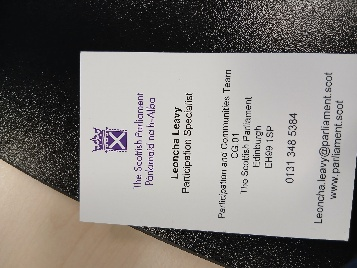 The Scottish Parliament
Pàrlamaid na h-Alba
Leoncha Leavy
Participation Specialist
Participation and Communities Team
CG.01
The Scottish Parliament
Edinburgh
EH99 1SP
0131 348 5384
Leoncha.leavy@parliament.scot
www.parliament.scot